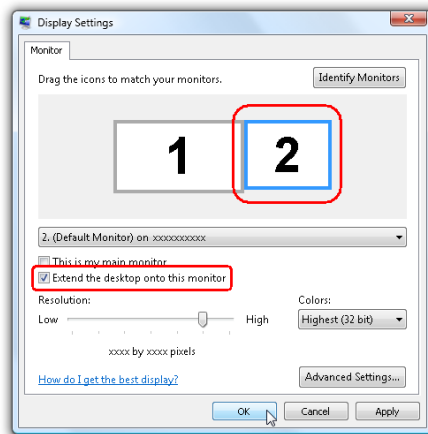 Display Settings
Monitor
Drag the icons to match your monitors.
Identify Monitors
1
2
2. (Default Monitor) on xxxxxxxxxx
This is my main monitor
Extend the desktop onto this monitor
Resolution:
Colors:
Low
High
Highest (32 bit)
xxxx by xxxx pixels
How do I get the best display?
Advanced Settings...
OK
Cancel
Apply